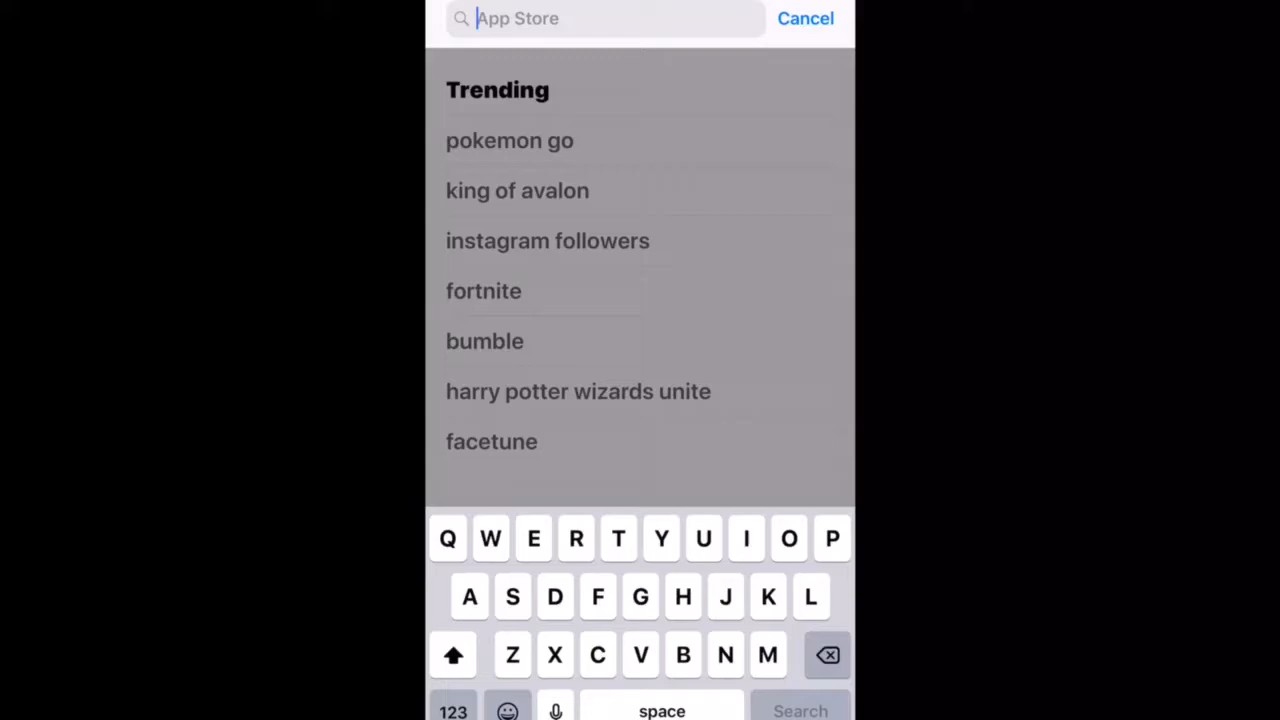 App Store Cancel
Trending
pokemon go
king of avalon
instagram followers
fortnite
bumble
harry potter wizards unite
facetune
Q W E R T Y U I O P
A S D F G H J K L
Z X C V B N M
123 space Search